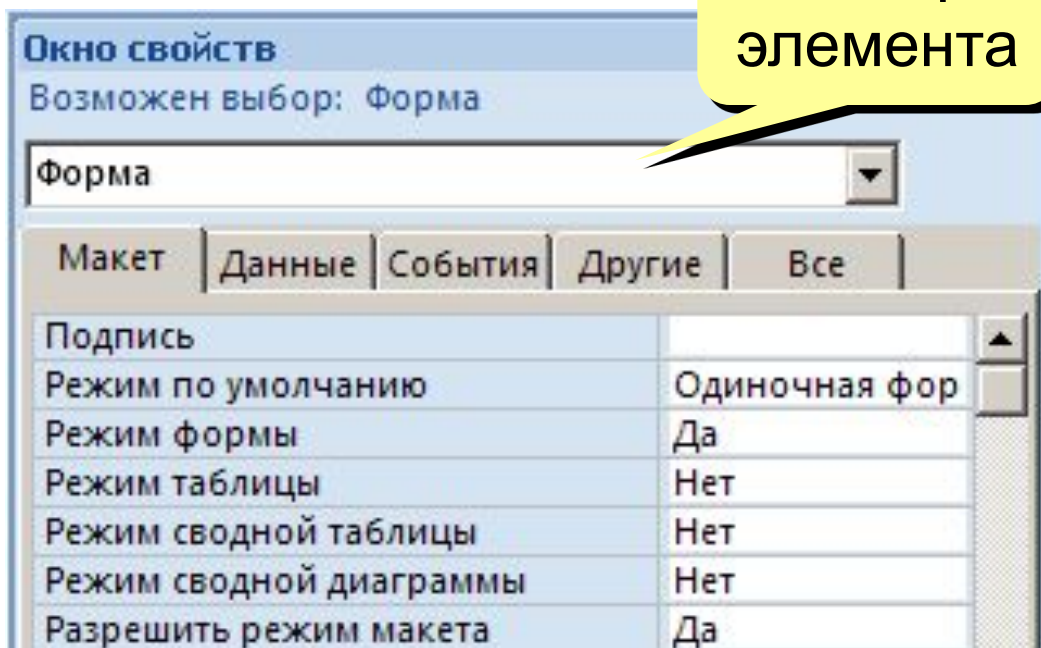 элемента
Окно свойств
Возможен выбор: Форма
Форма
Макет Данные События Другие Все
Подпись
Режим по умолчанию Одиночная фор
Режим формы Да
Режим таблицы Нет
Режим сводной таблицы Нет
Режим сводной диаграммы Нет
Разрешить режим макета Да